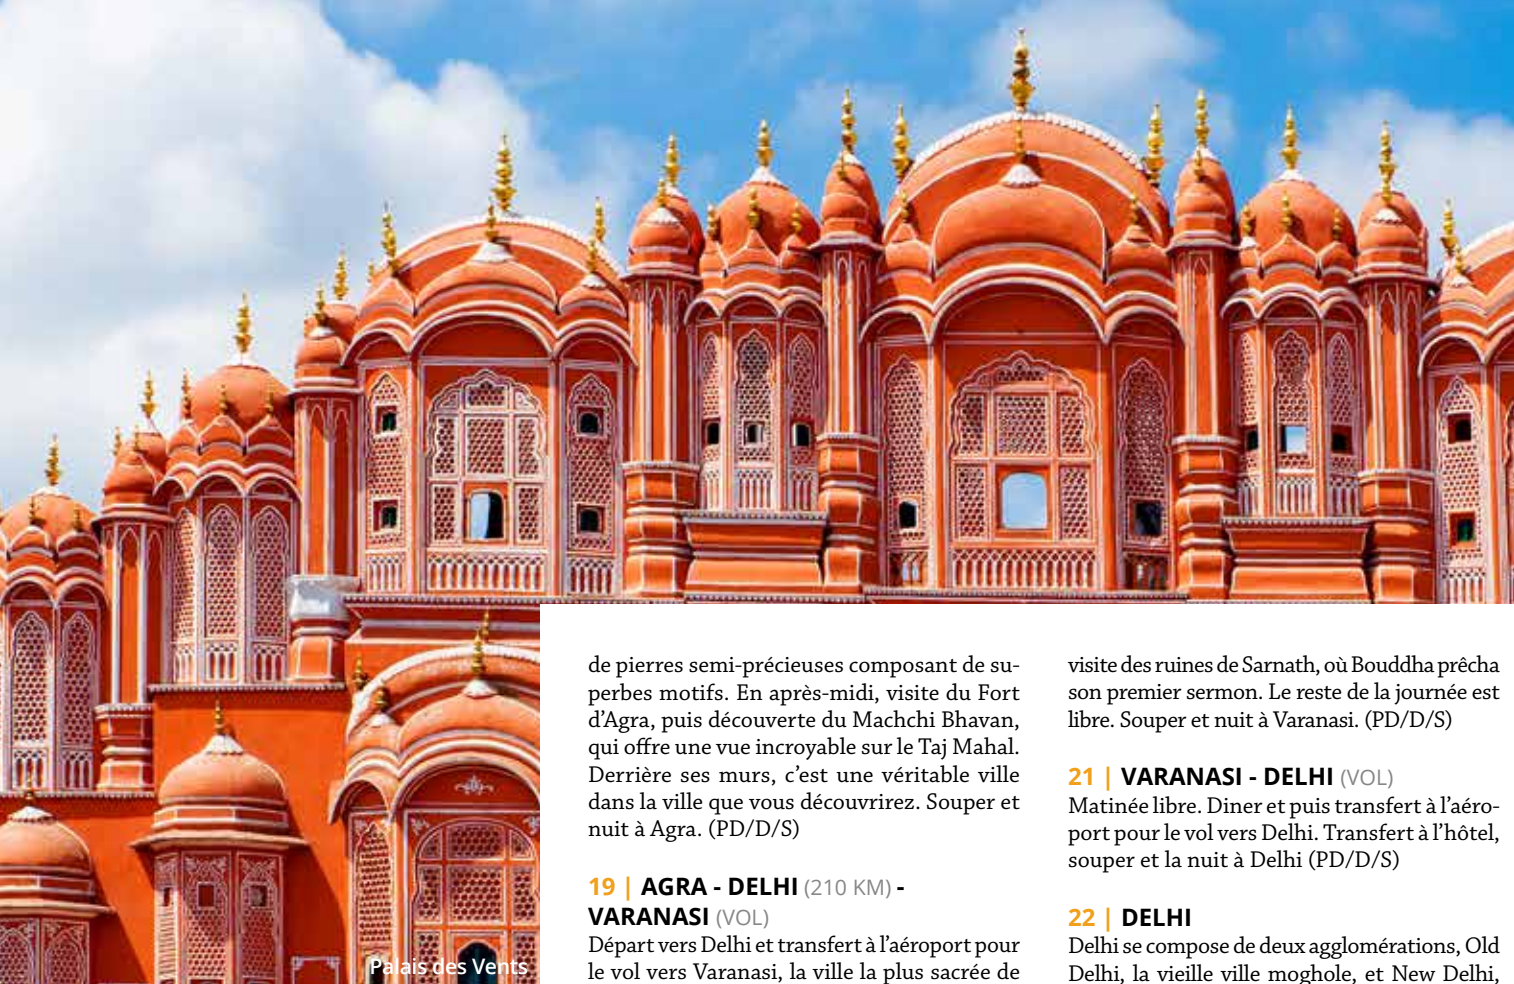 Palais des Vents
de pierres semi-précieuses composant de su-
perbes motifs. En après-midi, visite du Fort
d’Agra, puis découverte du Machchi Bhavan,
qui offre une vue incroyable sur le Taj Mahal.
Derrière ses murs, c’est une véritable ville
dans la ville que vous découvrirez. Souper et
nuit à Agra. (PD/D/S)
19 | AGRA - DELHI (210 KM) -
VARANASI (VOL)
Départ vers Delhi et transfert à l’aéroport pour
le vol vers Varanasi, la ville la plus sacrée de
visite des ruines de Sarnath, où Bouddha prêcha
son premier sermon. Le reste de la journée est
libre. Souper et nuit à Varanasi. (PD/D/S)
21 | VARANASI - DELHI (VOL)
Matinée libre. Diner et puis transfert à l’aéro-
port pour le vol vers Delhi. Transfert à l’hôtel,
souper et la nuit à Delhi (PD/D/S)
22 | DELHI
Delhi se compose de deux agglomérations, Old
Delhi, la vieille ville moghole, et New Delhi,